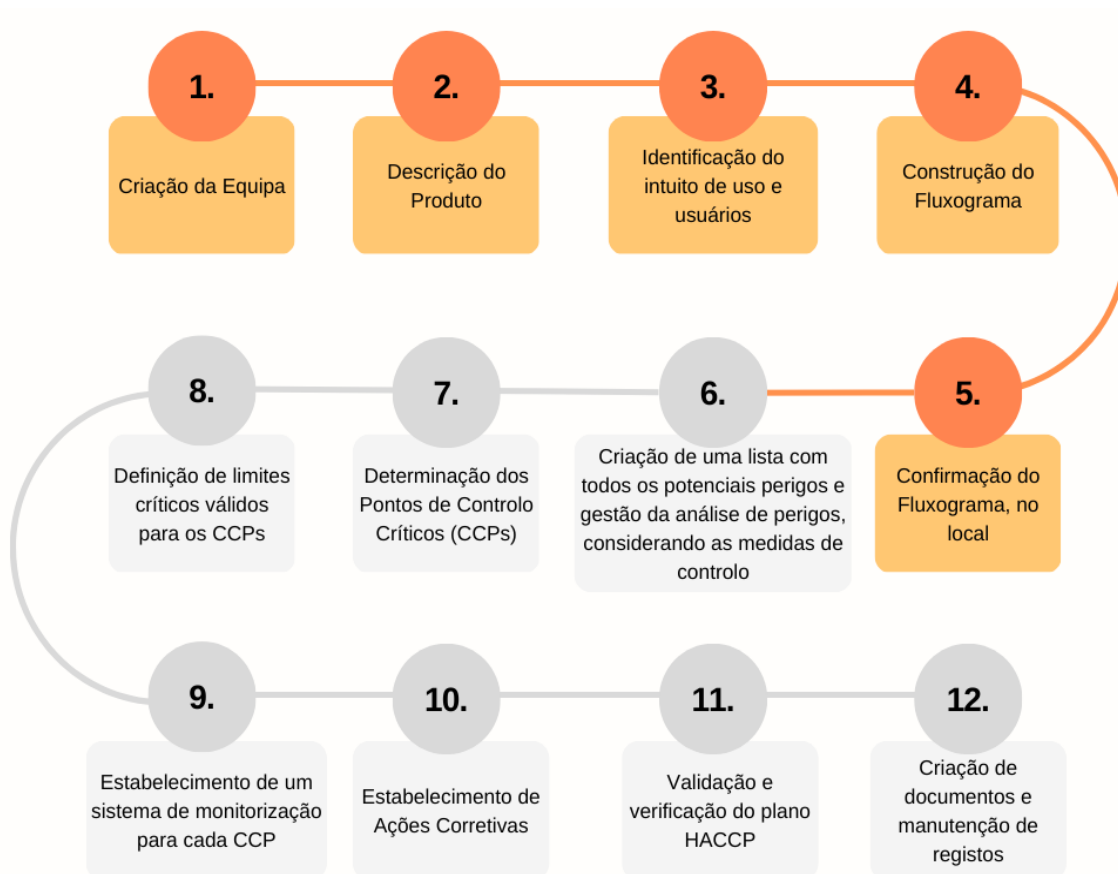 1.
Criação da Equipa
2.
Descrição do
Produto
3.
Identificação do
intuito de uso e
usuários
4.
Construção do
Fluxograma
5.
Confirmação do
Fluxograma, no
local
6.
Criação de uma lista com
todos os potenciais perigos e
gestão da análise de perigos,
considerando as medidas de
controlo
7.
Determinação dos
Pontos de Controlo
Críticos (CCPs)
8.
Definição de limites
críticos válidos
para os CCPs
9.
Estabelecimento de um
sistema de monitorização
para cada CCP
10.
Estabelecimento de
Ações Corretivas
11.
Validação e
verificação do plano
HACCP
12.
Criação de
documentos e
manutenção de
registos